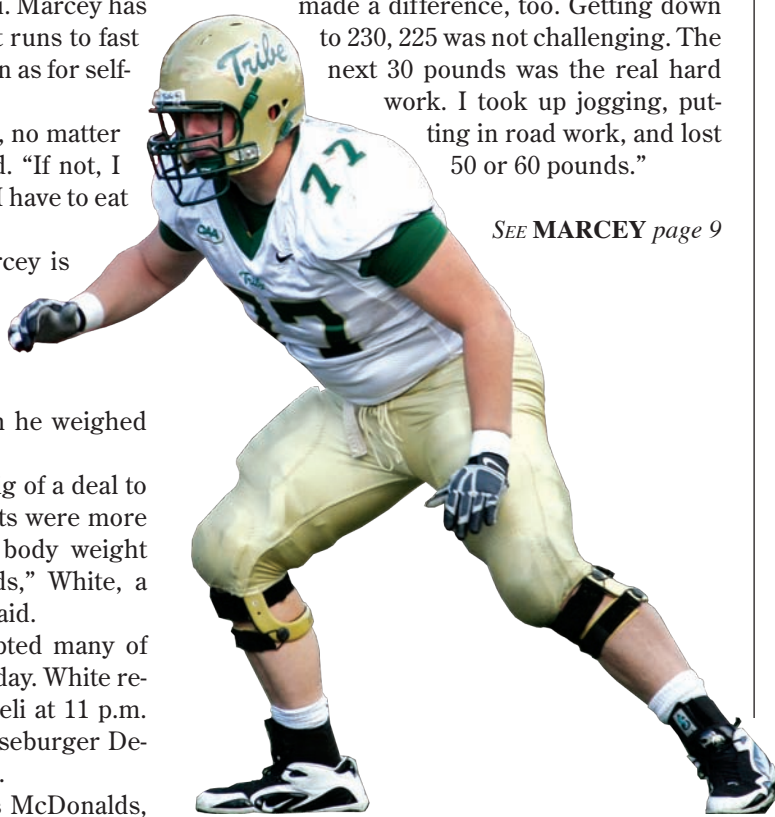 . Marcey has
t runs to fast
n as for self-
, no matter
d. “If not, I
I have to eat
rcey is
n he weighed
ng of a deal to
ts were more
body weight
ds,” White, a
aid.
pted many of
day. White re-
eli at 11 p.m.
seburger De-
.
s McDonalds,
made a difference, too. Getting down
to 230, 225 was not challenging. The
next 30 pounds was the real hard
work. I took up jogging, put-
ting in road work, and lost
50 or 60 pounds.”
SEE MARCEY page 9
Tribe
77
CAA
Tribe
77